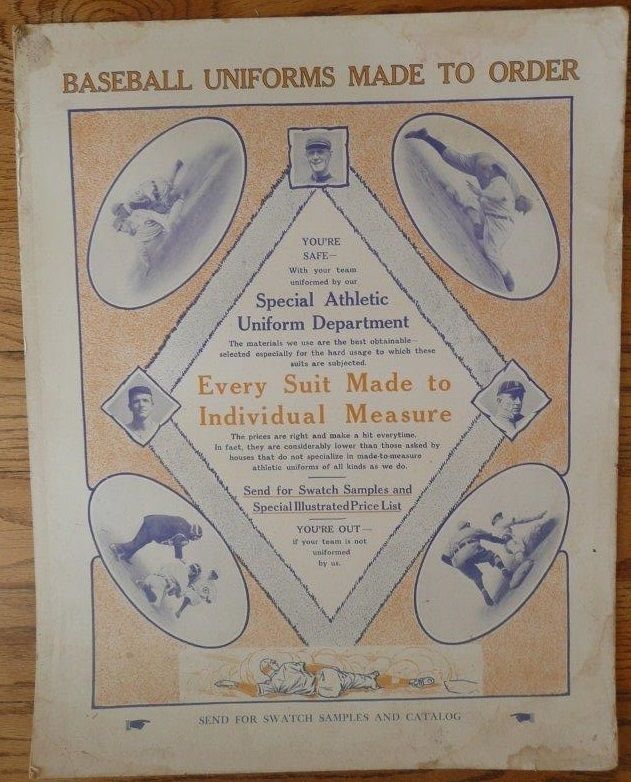 BASEBALL UNIFORMS MADE TO ORDER
YOU'RE
SAFE—
With your team
uniformed by our
Special Athletic
Uniform Department
The materials we use are the best obtainable—
selected especially for the hard usage to which these
suits are subjected.
Every Suit Made to
Individual Measure
The prices are right and make a hit everytime.
In fact, they are considerably lower than those asked by
houses that do not specialize in made-to-measure
athletic uniforms of all kinds as we do.
Send for Swatch Samples and
Special Illustrated Price List
YOU'RE OUT—
if your team is not
uniformed
by us.
SEND FOR SWATCH SAMPLES AND CATALOG